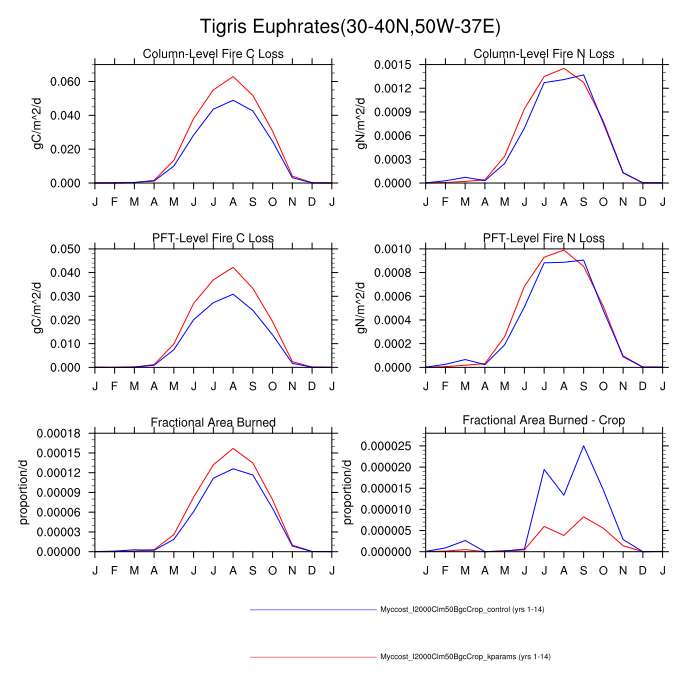 Tigris Euphrates(30-40N,50W-37E)
Column-Level Fire C Loss
gC/m^2/d
0.060
0.040
0.020
0.000
J F M A M J J A S O N D J
Column-Level Fire N Loss
gN/m^2/d
0.0015
0.0012
0.0009
0.0006
0.0003
0.0000
J F M A M J J A S O N D J
PFT-Level Fire C Loss
gC/m^2/d
0.050
0.040
0.030
0.020
0.010
0.000
J F M A M J J A S O N D J
PFT-Level Fire N Loss
gN/m^2/d
0.0010
0.0008
0.0006
0.0004
0.0002
0.0000
J F M A M J J A S O N D J
Fractional Area Burned
proportion/d
0.00018
0.00015
0.00012
0.00009
0.00006
0.00003
0.00000
J F M A M J J A S O N D J
Fractional Area Burned - Crop
proportion/d
0.000025
0.000020
0.000015
0.000010
0.000005
0.000000
J F M A M J J A S O N D J
Myccost_I2000Clm50BgcCrop_control (yrs 1-14)
Myccost_I2000Clm50BgcCrop_kparams (yrs 1-14)